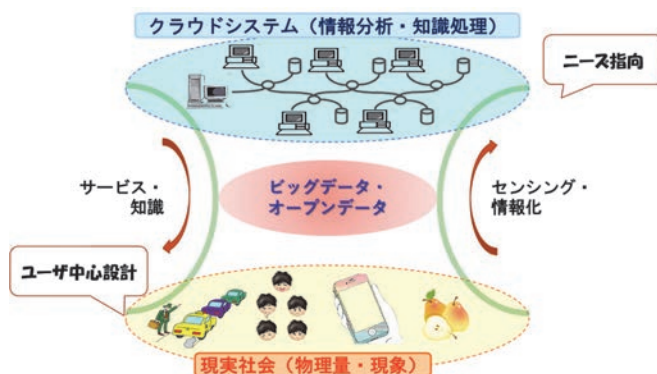 クラウドシステム（情報分析・知識処理）
ニーズ指向
サービス・
知識
ビッグデータ・
オープンデータ
センシング・
情報化
ユーザ中心設計
現実社会（物理量・現象）